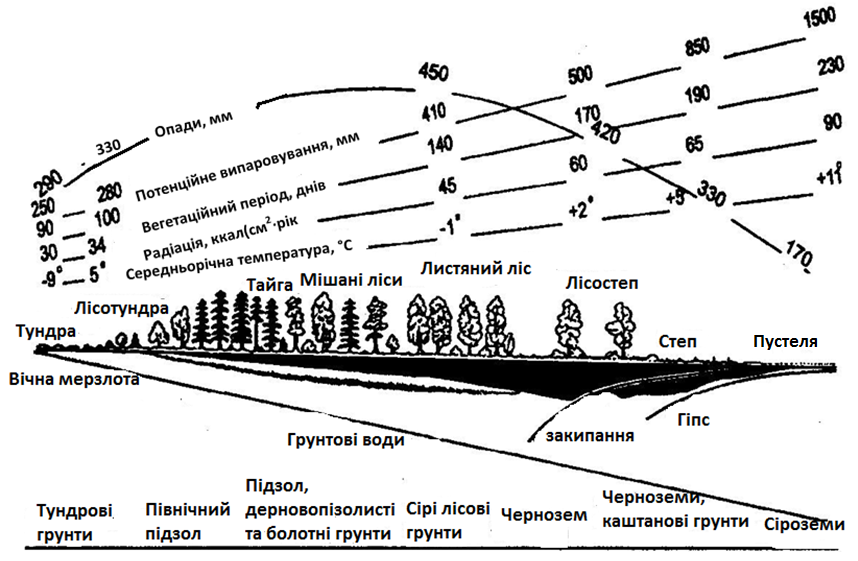 1500
850
230
500
450
190
410
90
170
Опади, мм
330
420
140
65
Потенційне випаровування, мм
290
280
60
+11°
250
Вегетаційний період, днів
45
+5
330
100
90
Радіація, ккал(см²·рік
+2°
34
30
-1°
Середньорічна температура, °С
170
-9°
5°
Тайга
Мішані ліси
Листяний ліс
Лісостеп
Лісотундра
Тундра
Степ
Пустеля
Вічна мерзлота
Гіпс
Грунтові води
закипання
Тундрові
грунти
Північний
підзол
Підзол,
дерновопізолисті
та болотні грунти
Сірі лісові
грунти
Чернозем
Черноземи,
каштанові грунти
Сіроземи